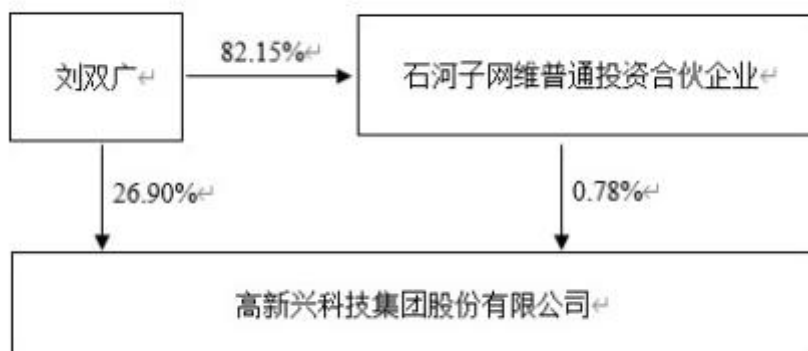 刘双广
82.15%
石河子网维普通投资合伙企业
26.90%
0.78%
高新兴科技集团股份有限公司